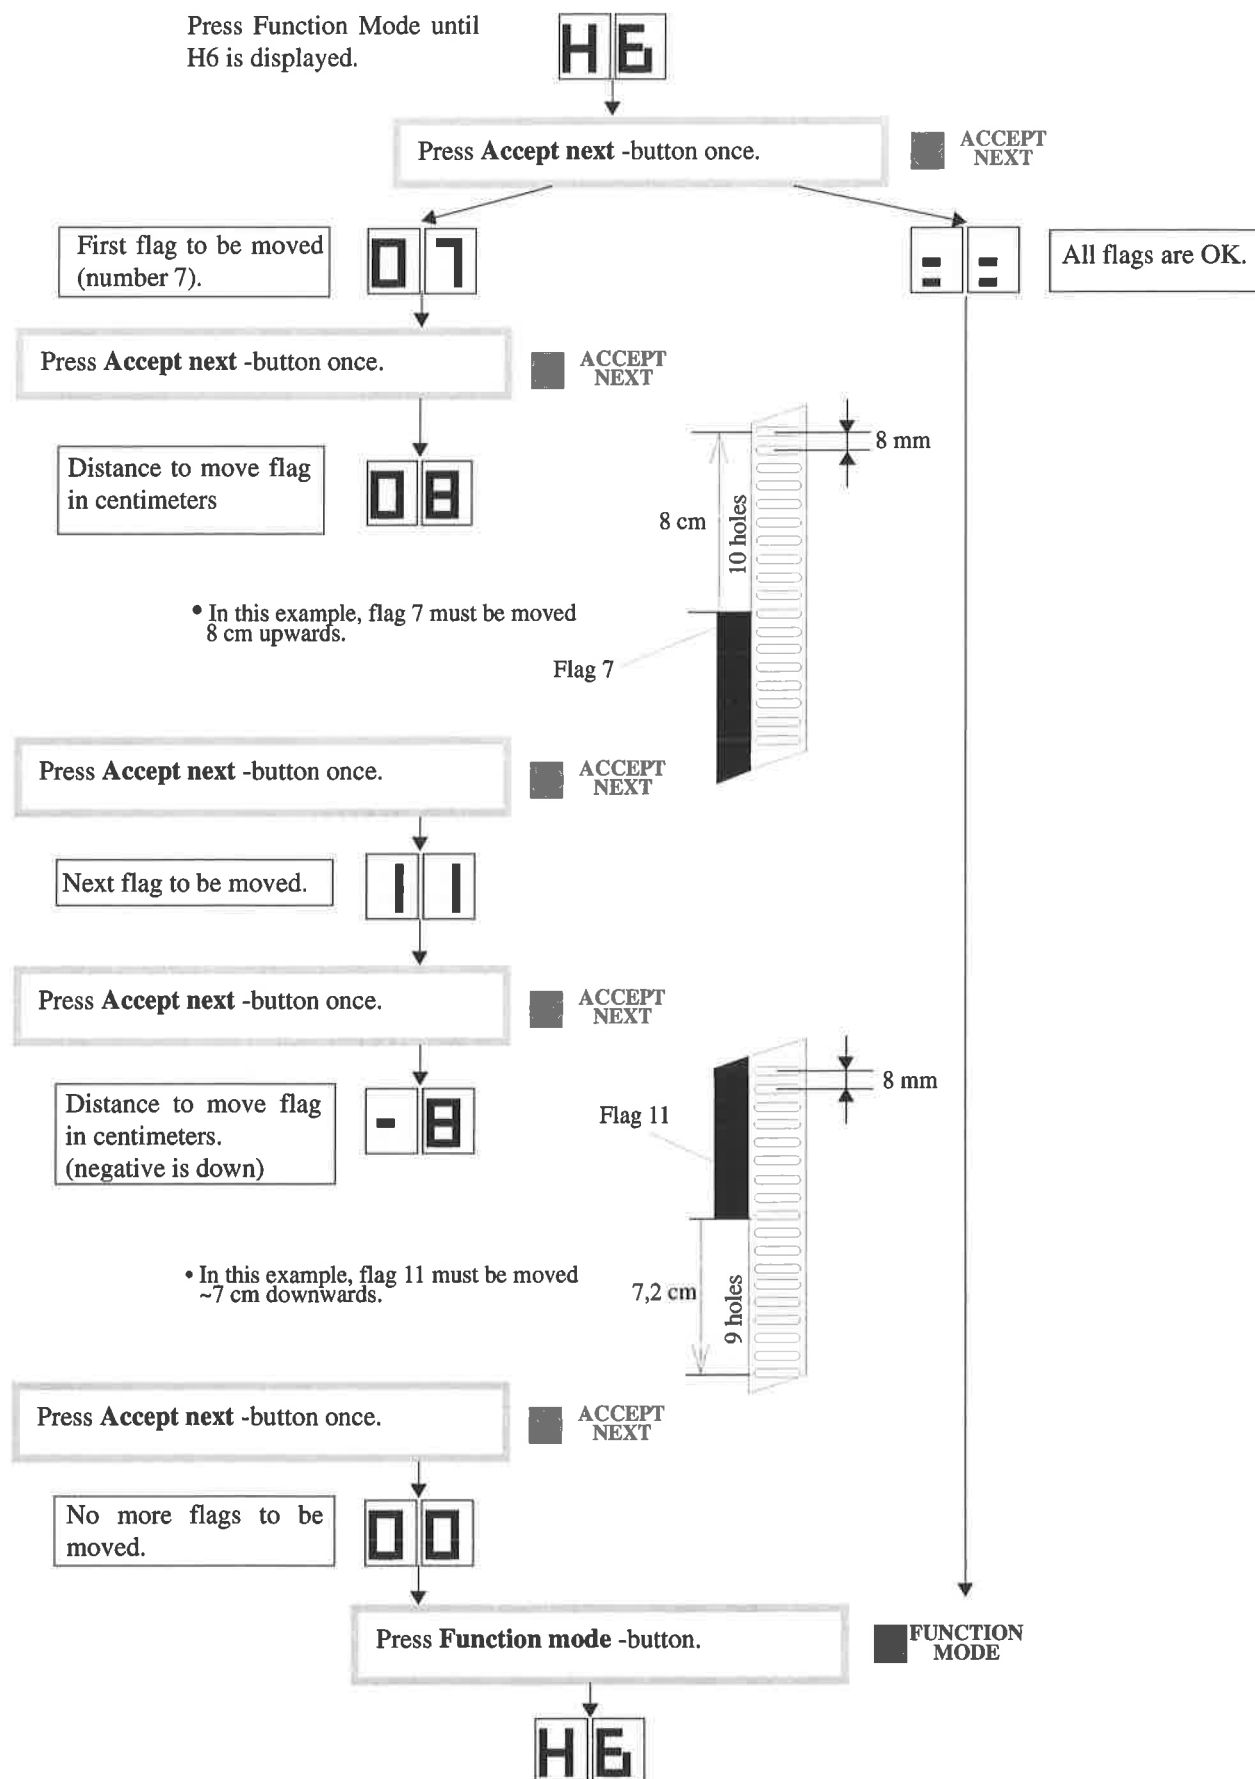 Press Function Mode until
H6 is displayed.
H6
Press Accept next -button once.
ACCEPT
NEXT
First flag to be moved
(number 7).
07
= =
All flags are OK.
Press Accept next -button once.
ACCEPT
NEXT
Distance to move flag
in centimeters
08
8 mm
8 cm
10 holes
• In this example, flag 7 must be moved
8 cm upwards.
Flag 7
Press Accept next -button once.
ACCEPT
NEXT
Next flag to be moved.
11
Press Accept next -button once.
ACCEPT
NEXT
Distance to move flag
in centimeters.
(negative is down)
-8
8 mm
Flag 11
• In this example, flag 11 must be moved
~7 cm downwards.
7,2 cm
9 holes
Press Accept next -button once.
ACCEPT
NEXT
No more flags to be
moved.
00
Press Function mode -button.
FUNCTION
MODE
H6